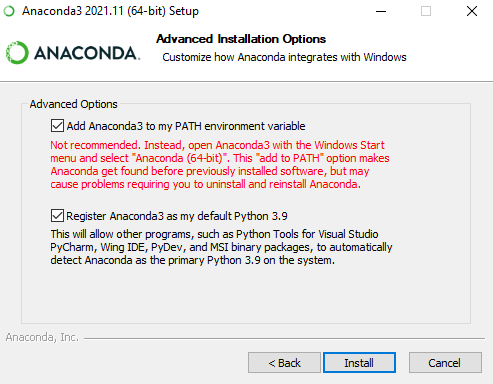 Anaconda3 2021.11 (64-bit) Setup
ANACONDA.
Advanced Installation Options
Customize how Anaconda integrates with Windows
Advanced Options
Add Anaconda3 to my PATH environment variable
Not recommended. Instead, open Anaconda3 with the Windows Start
menu and select "Anaconda (64-bit)". This "add to PATH" option makes
Anaconda get found before previously installed software, but may
cause problems requiring you to uninstall and reinstall Anaconda.
Register Anaconda3 as my default Python 3.9
This will allow other programs, such as Python Tools for Visual Studio
PyCharm, Wing IDE, PyDev, and MSI binary packages, to automatically
detect Anaconda as the primary Python 3.9 on the system.
Anaconda, Inc.
< Back
Install
Cancel